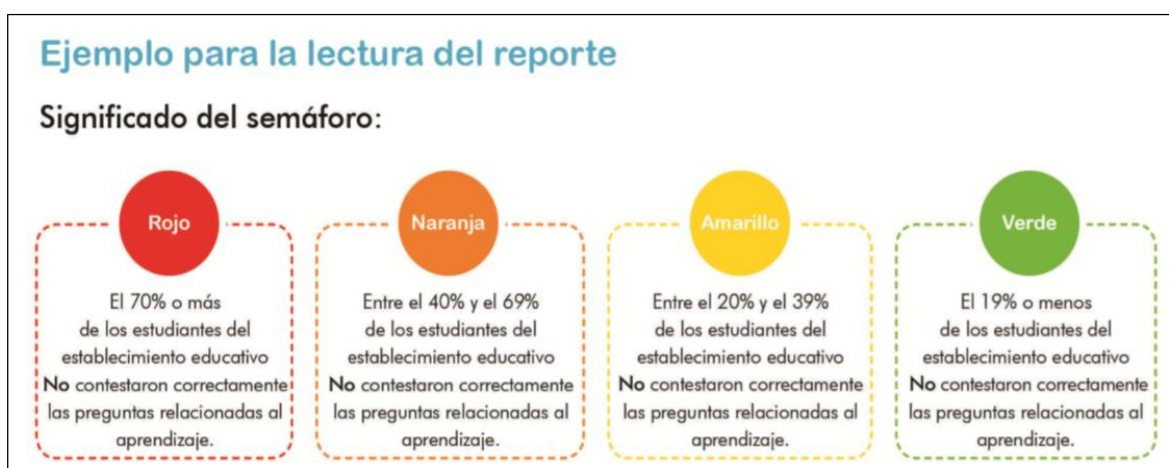 Ejemplo para la lectura del reporte
Significado del semáforo:
Rojo
El 70% o más
de los estudiantes del
establecimiento educativo
No contestaron correctamente
las preguntas relacionadas al
aprendizaje.
Naranja
Entre el 40% y el 69%
de los estudiantes del
establecimiento educativo
No contestaron correctamente
las preguntas relacionadas al
aprendizaje.
Amarillo
Entre el 20% y el 39%
de los estudiantes del
establecimiento educativo
No contestaron correctamente
las preguntas relacionadas al
aprendizaje.
Verde
El 19% o menos
de los estudiantes del
establecimiento educativo
No contestaron correctamente
las preguntas relacionadas al
aprendizaje.